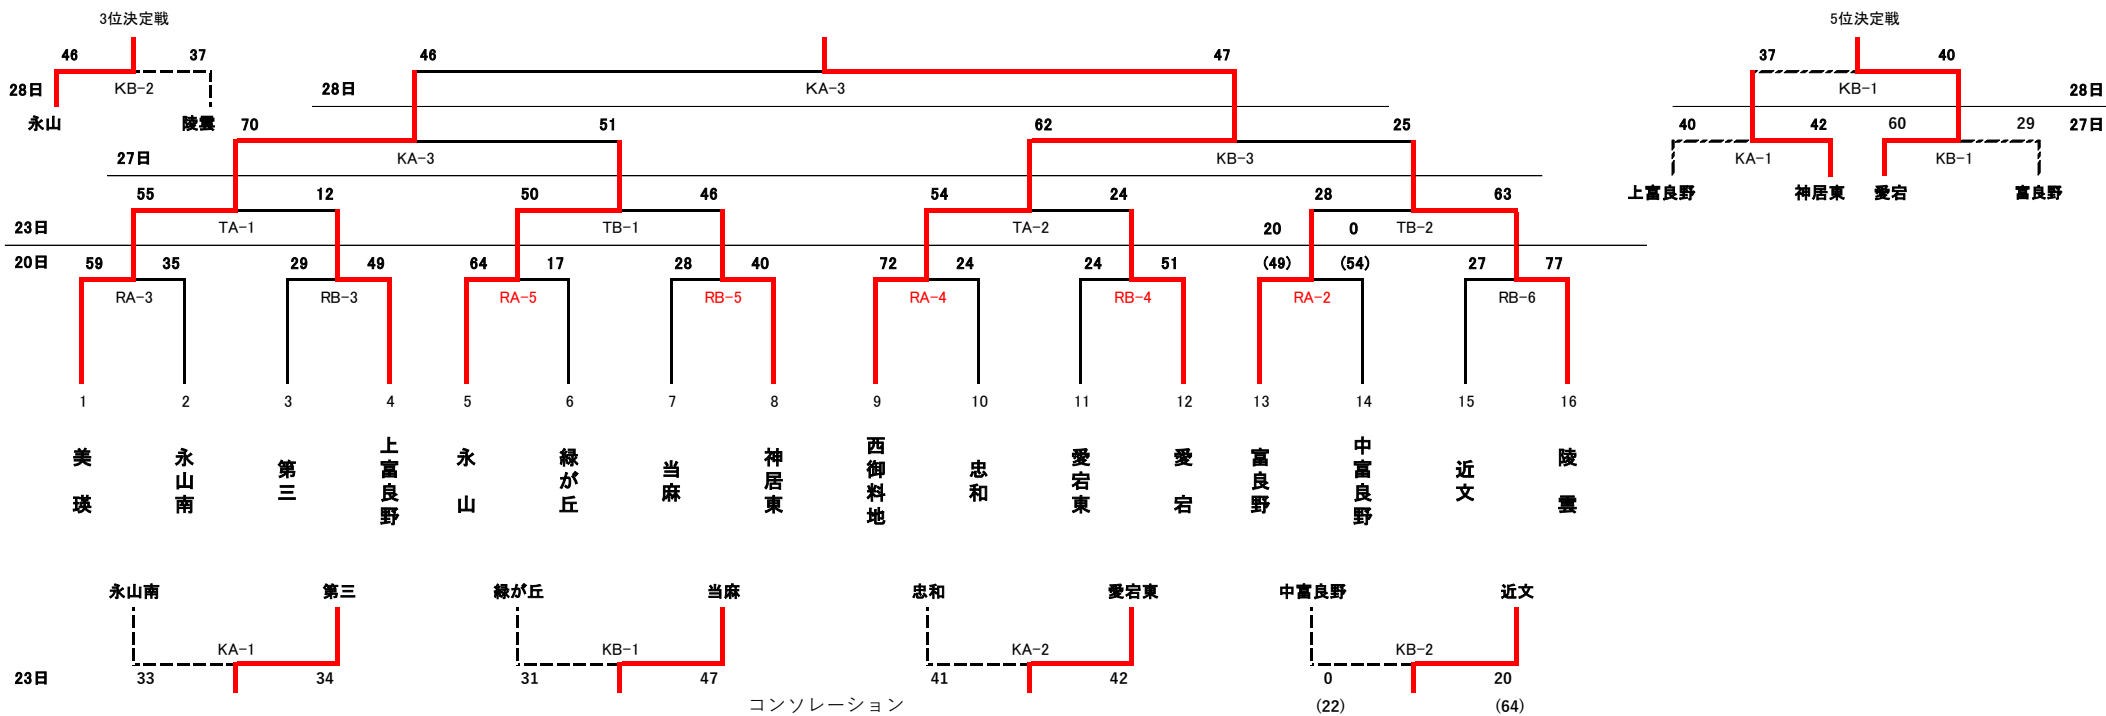 3位決定戦 5位決定戦
46 37 46 47 37 40
28日 KB-2 28日 KA-3 KB-1 28日
永山 陵雲 70 51 62 25 40 42 60 29 27日
27日 KA-3 KB-3 KA-1 KB-1
55 12 50 46 54 24 28 63 上富良野 神居東 愛宕 富良野
23日 TA-1 TB-1 TA-2 20 0 TB-2
20日 59 35 29 49 64 17 28 40 72 24 24 51 (49) (54) 27 77
RA-3 RB-3 RA-5 RB-5 RA-4 RB-4 RA-2 RB-6
1 2 3 4 5 6 7 8 9 10 11 12 13 14 15 16
美瑛 永山南 第三 上富良野 永山 緑が丘 当麻 神居東 西御料地 忠和 愛宕東 愛宕 富良野 中富良野 近文 陵雲
永山南 第三 緑が丘 当麻 忠和 愛宕東 中富良野 近文
KA-1 KB-1 KA-2 KB-2
23日 33 34 31 47 41 42 0 20
コンソレーション (22) (64)